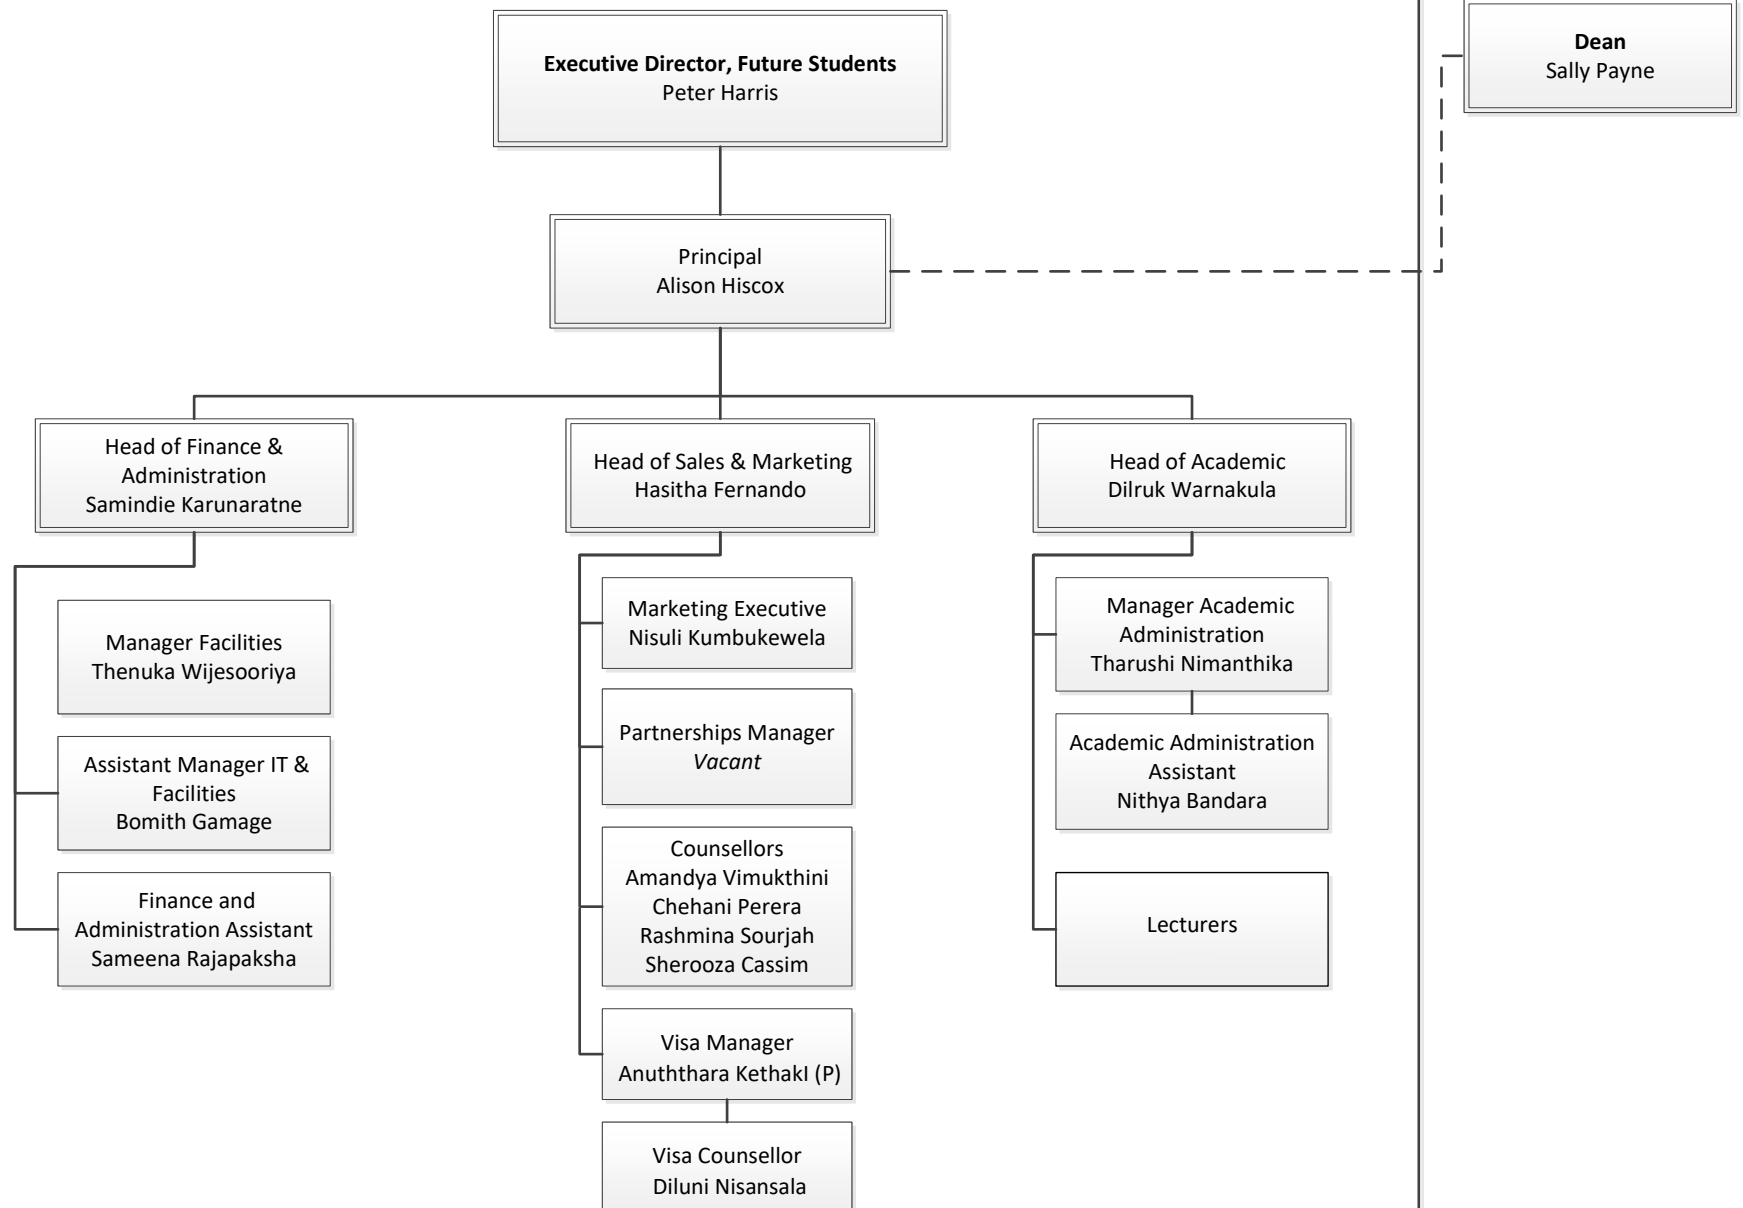 Executive Director, Future Students
Peter Harris
Dean
Sally Payne
Principal
Alison Hiscox
Head of Finance &
Administration
Samindie Karunaratne
Head of Sales & Marketing
Hasitha Fernando
Head of Academic
Dilruk Warnakula
Manager Facilities
Thenuka Wijesooriya
Assistant Manager IT &
Facilities
Bomith Gamage
Finance and
Administration Assistant
Sameena Rajapaksha
Marketing Executive
Nisuli Kumbukewela
Partnerships Manager
Vacant
Counsellors
Amandya Vimukthini
Chehani Perera
Rashmina Sourjah
Sherooza Cassim
Visa Manager
Anuththara KethakI (P)
Visa Counsellor
Diluni Nisansala
Manager Academic
Administration
Tharushi Nimanthika
Academic Administration
Assistant
Nithya Bandara
Lecturers